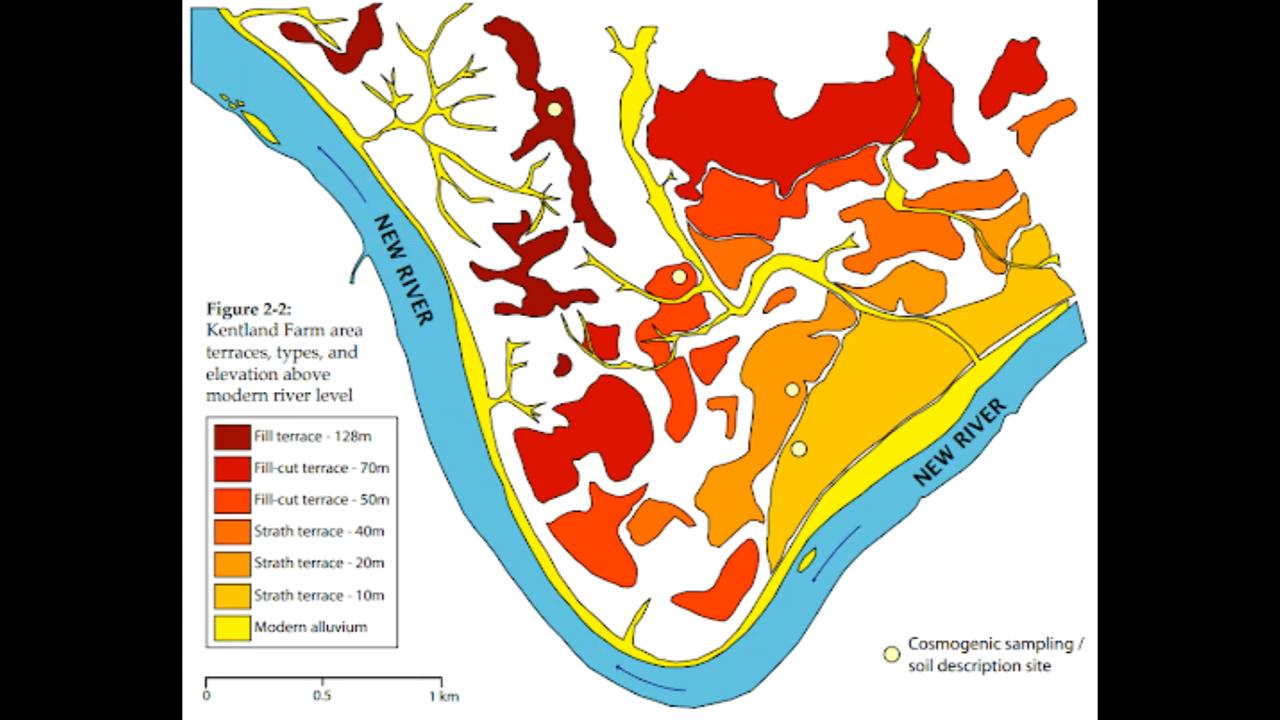 NEW RIVER
Figure 2-2:
Kentland Farm area
terraces, types, and
elevation above
modern river level
Fill terrace - 128m
Fill-cut terrace - 70m
Fill-cut terrace - 50m
Strath terrace - 40m
Strath terrace - 20m
Strath terrace - 10m
Modern alluvium
NEW RIVER
Cosmogenic sampling /
soil description site
0 0.5 1 km